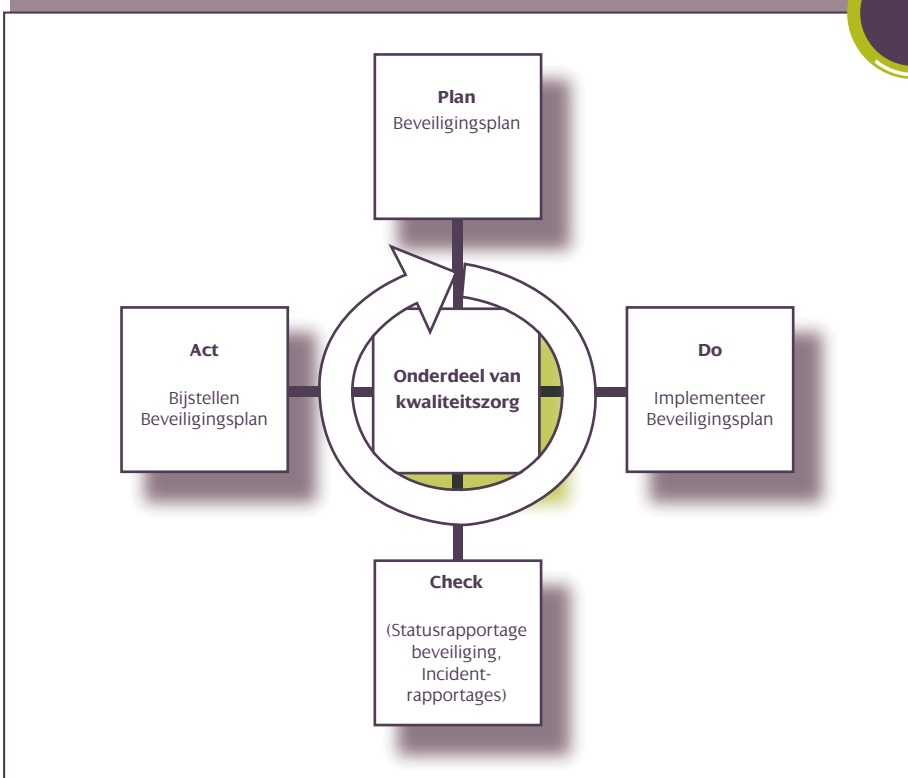 Plan
Beveiligingsplan
Act
Bijstellen
Beveiligingsplan
Onderdeel van
kwaliteitszorg
Do
Implementeer
Beveiligingsplan
Check
(Statusrapportage
beveiliging,
Incident-
rapportages)